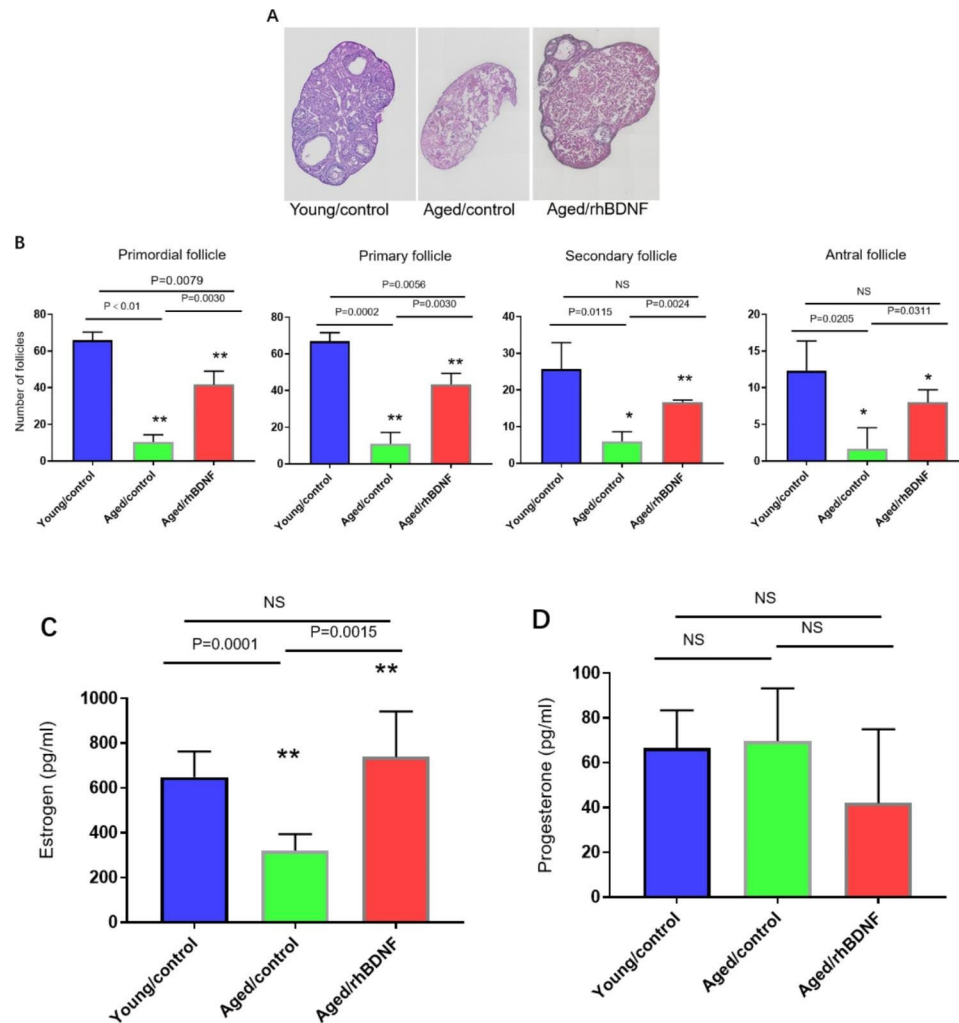 A
Young/control Aged/control Aged/rhBDNF
B
Primordial follicle
P=0.0079
P < 0.01 P=0.0030
Number of follicles
80
60
40
20
0
**
**
Young/control
Aged/control
Aged/rhBDNF
Primary follicle
P=0.0056
P=0.0002 P=0.0030
80
60
40
20
0
**
**
Young/control
Aged/control
Aged/rhBDNF
Secondary follicle
NS
P=0.0115 P=0.0024
40
30
20
10
0
*
**
Young/control
Aged/control
Aged/rhBDNF
Antral follicle
NS
P=0.0205 P=0.0311
20
15
10
5
0
*
*
Young/control
Aged/control
Aged/rhBDNF
C
NS
P=0.0001 P=0.0015
Estrogen (pg/ml)
1000
800
600
400
200
0
**
**
Young/control
Aged/control
Aged/rhBDNF
D
NS
NS NS
Progesterone (pg/ml)
100
80
60
40
20
0
Young/control
Aged/control
Aged/rhBDNF